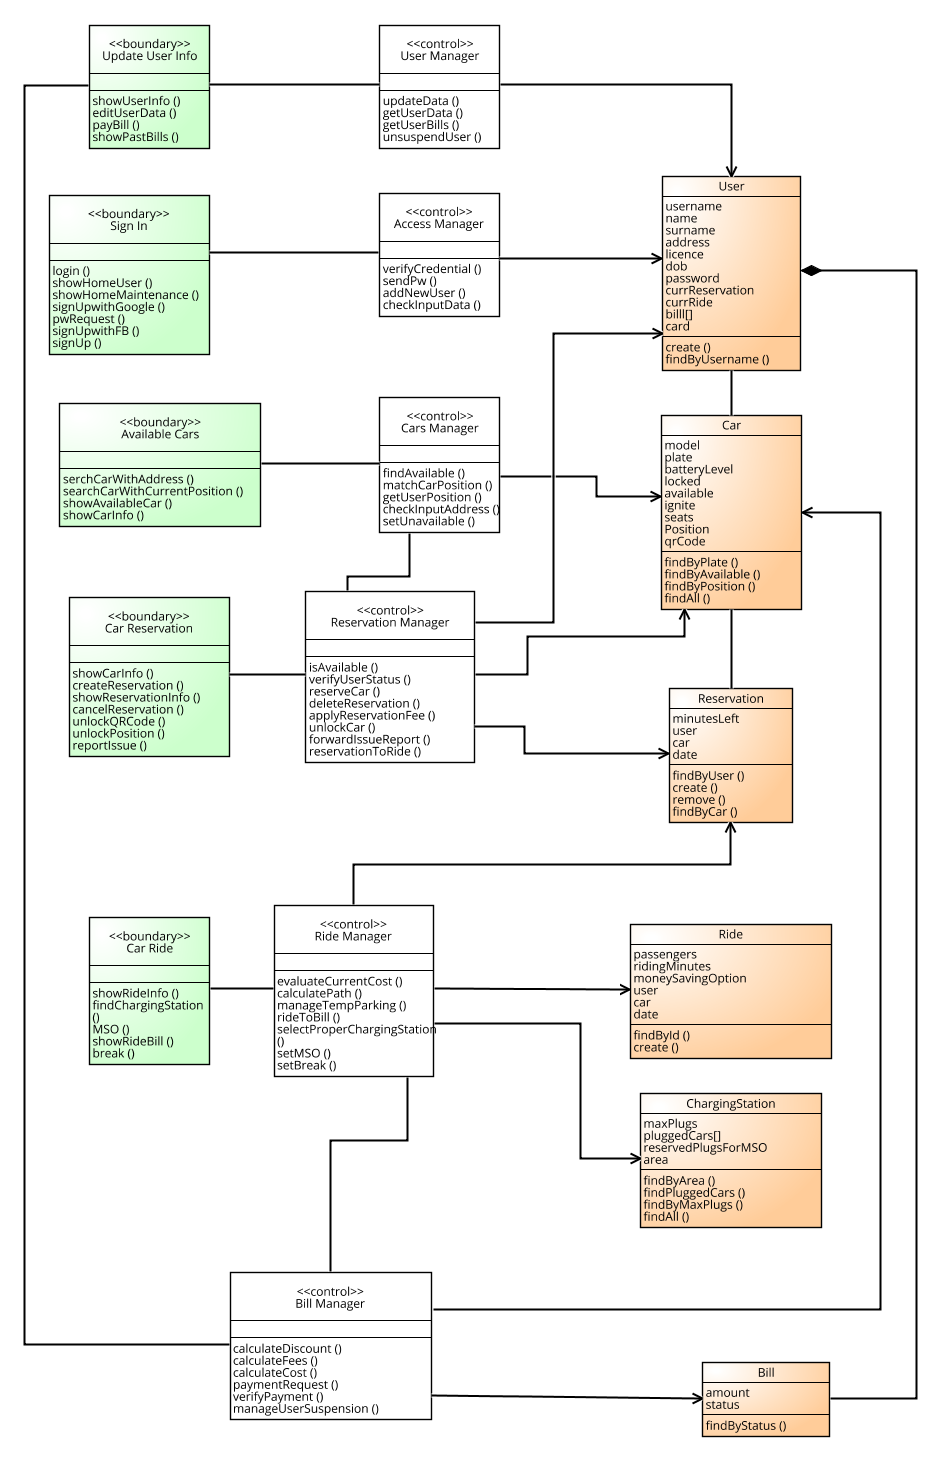 <<boundary>>
Update User Info
showUserInfo ()
editUserData ()
payBill ()
showPastBills ()
<<control>>
User Manager
updateData ()
getUserData ()
getUserBills ()
unsuspendUser ()
User
username
name
surname
address
licence
dob
password
currReservation
currRide
billl[]
card
create ()
findByUsername ()
<<boundary>>
Sign In
login ()
showHomeUser ()
showHomeMaintenance ()
signUpwithGoogle ()
pwRequest ()
signUpwithFB ()
signUp ()
<<control>>
Access Manager
verifyCredential ()
sendPw ()
addNewUser ()
checkInputData ()
<<boundary>>
Available Cars
serchCarWithAddress ()
searchCarWithCurrentPosition ()
showAvailableCar ()
showCarInfo ()
<<control>>
Cars Manager
findAvailable ()
matchCarPosition ()
getUserPosition ()
checkInputAddress ()
setUnavailable ()
Car
model
plate
batteryLevel
locked
available
ignite
seats
Position
qrCode
findByPlate ()
findByAvailable ()
findByPosition ()
findAll ()
<<boundary>>
Car Reservation
showCarInfo ()
createReservation ()
showReservationInfo ()
cancelReservation ()
unlockQRCode ()
unlockPosition ()
reportIssue ()
<<control>>
Reservation Manager
isAvailable ()
verifyUserStatus ()
reserveCar ()
deleteReservation ()
applyReservationFee ()
unlockCar ()
forwardIssueReport ()
reservationToRide ()
Reservation
minutesLeft
user
car
date
findByUser ()
create ()
remove ()
findByCar ()
<<boundary>>
Car Ride
showRideInfo ()
findChargingStation
()
MSO ()
showRideBill ()
break ()
<<control>>
Ride Manager
evaluateCurrentCost ()
calculatePath ()
manageTempParking ()
rideToBill ()
selectProperChargingStation
()
setMSO ()
setBreak ()
Ride
passengers
ridingMinutes
moneySavingOption
user
car
date
findById ()
create ()
ChargingStation
maxPlugs
pluggedCars[]
reservedPlugsForMSO
area
findByArea ()
findPluggedCars ()
findByMaxPlugs ()
findAll ()
<<control>>
Bill Manager
calculateDiscount ()
calculateFees ()
calculateCost ()
paymentRequest ()
verifyPayment ()
manageUserSuspension ()
Bill
amount
status
findByStatus ()